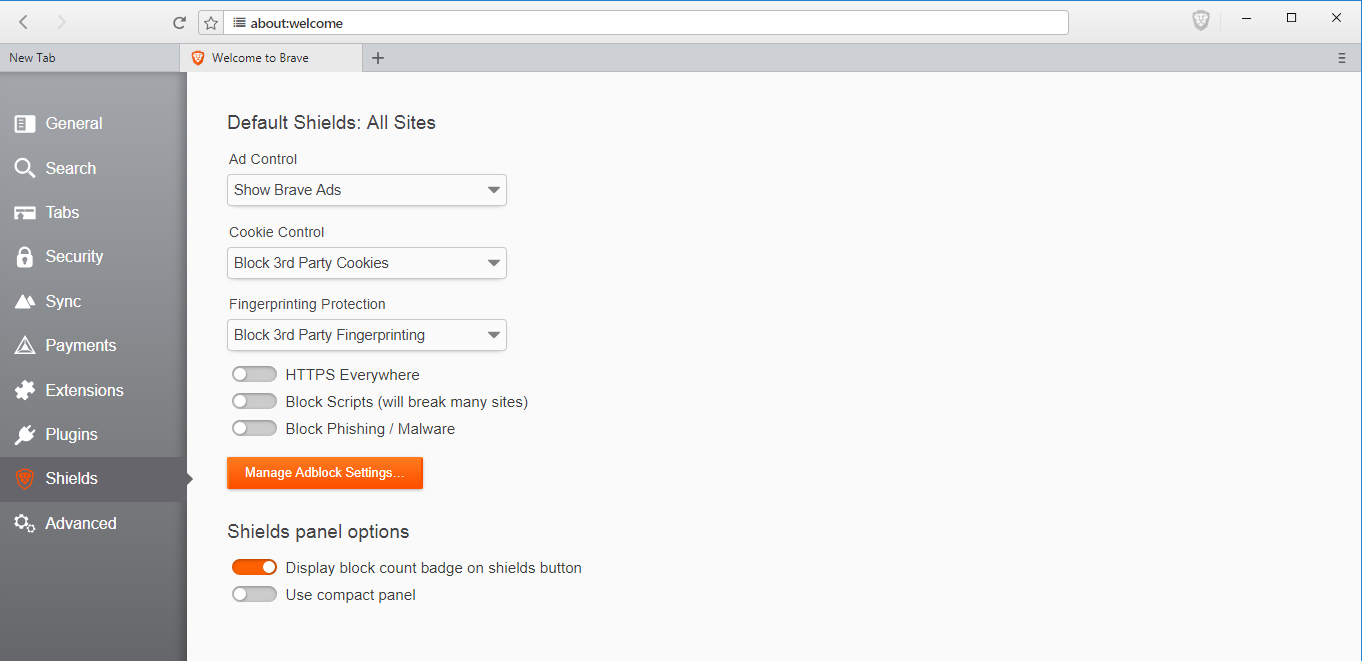 about:welcome
New Tab
Welcome to Brave
General
Search
Tabs
Security
Sync
Payments
Extensions
Plugins
Shields
Advanced
Default Shields: All Sites
Ad Control
Show Brave Ads
Cookie Control
Block 3rd Party Cookies
Fingerprinting Protection
Block 3rd Party Fingerprinting
HTTPS Everywhere
Block Scripts (will break many sites)
Block Phishing / Malware
Manage Adblock Settings...
Shields panel options
Display block count badge on shields button
Use compact panel